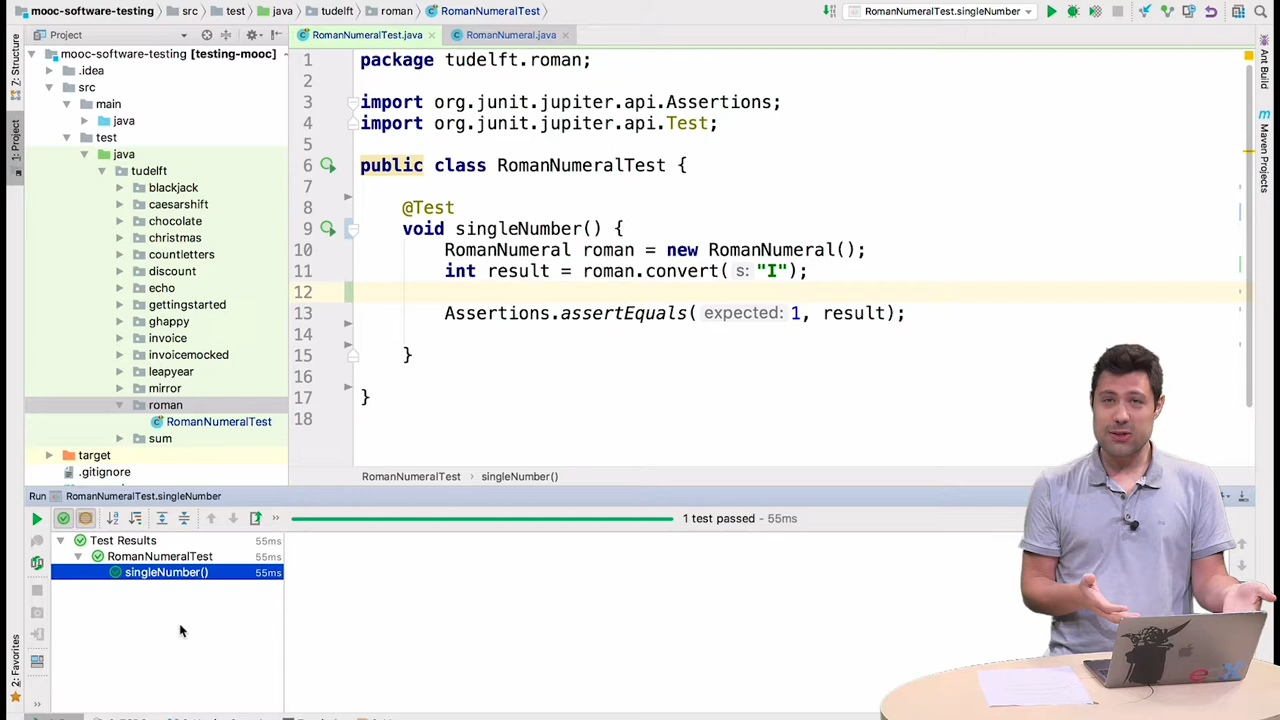 mooc-software-testing
src
test
java
tudelft
roman
RomanNumeralTest
RomanNumeralTest.singleNumber
Project
RomanNumeralTest.java
RomanNumeral.java
mooc-software-testing [testing-mooc]
.idea
src
main
java
test
java
tudelft
blackjack
caesarshift
chocolate
christmas
countletters
discount
echo
gettingstarted
ghappy
invoice
invoicemocked
leapyear
mirror
roman
RomanNumeralTest
sum
target
.gitignore
7: Structure
1: Project
2: Favorites
1 package tudelft.roman;
2
3 import org.junit.jupiter.api.Assertions;
4 import org.junit.jupiter.api.Test;
5
6 public class RomanNumeralTest {
7
8 @Test
9 void singleNumber() {
10 RomanNumeral roman = new RomanNumeral();
11 int result = roman.convert( s: "I");
12
13 Assertions.assertEquals( expected: 1, result);
14
15 }
16
17 }
18
RomanNumeralTest › singleNumber()
Ant Build
Maven Projects
Run RomanNumeralTest.singleNumber
1 test passed - 55ms
Test Results 55ms
RomanNumeralTest 55ms
singleNumber() 55ms